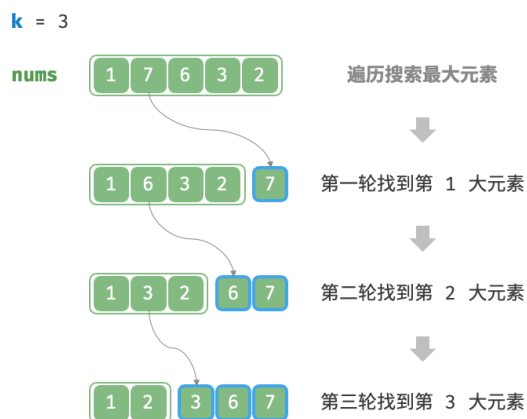 k = 3
nums 1 7 6 3 2 遍历搜索最大元素
1 6 3 2 7 第一轮找到第 1 大元素
1 3 2 6 7 第二轮找到第 2 大元素
1 2 3 6 7 第三轮找到第 3 大元素